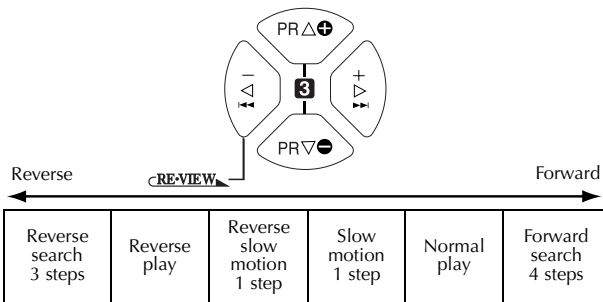 PR △ +
– +
◁ 3 ▷
PR ▽ –
Reverse RE•VIEW Forward
Reverse search 3 steps
Reverse play
Reverse slow motion 1 step
Slow motion 1 step
Normal play
Forward search 4 steps